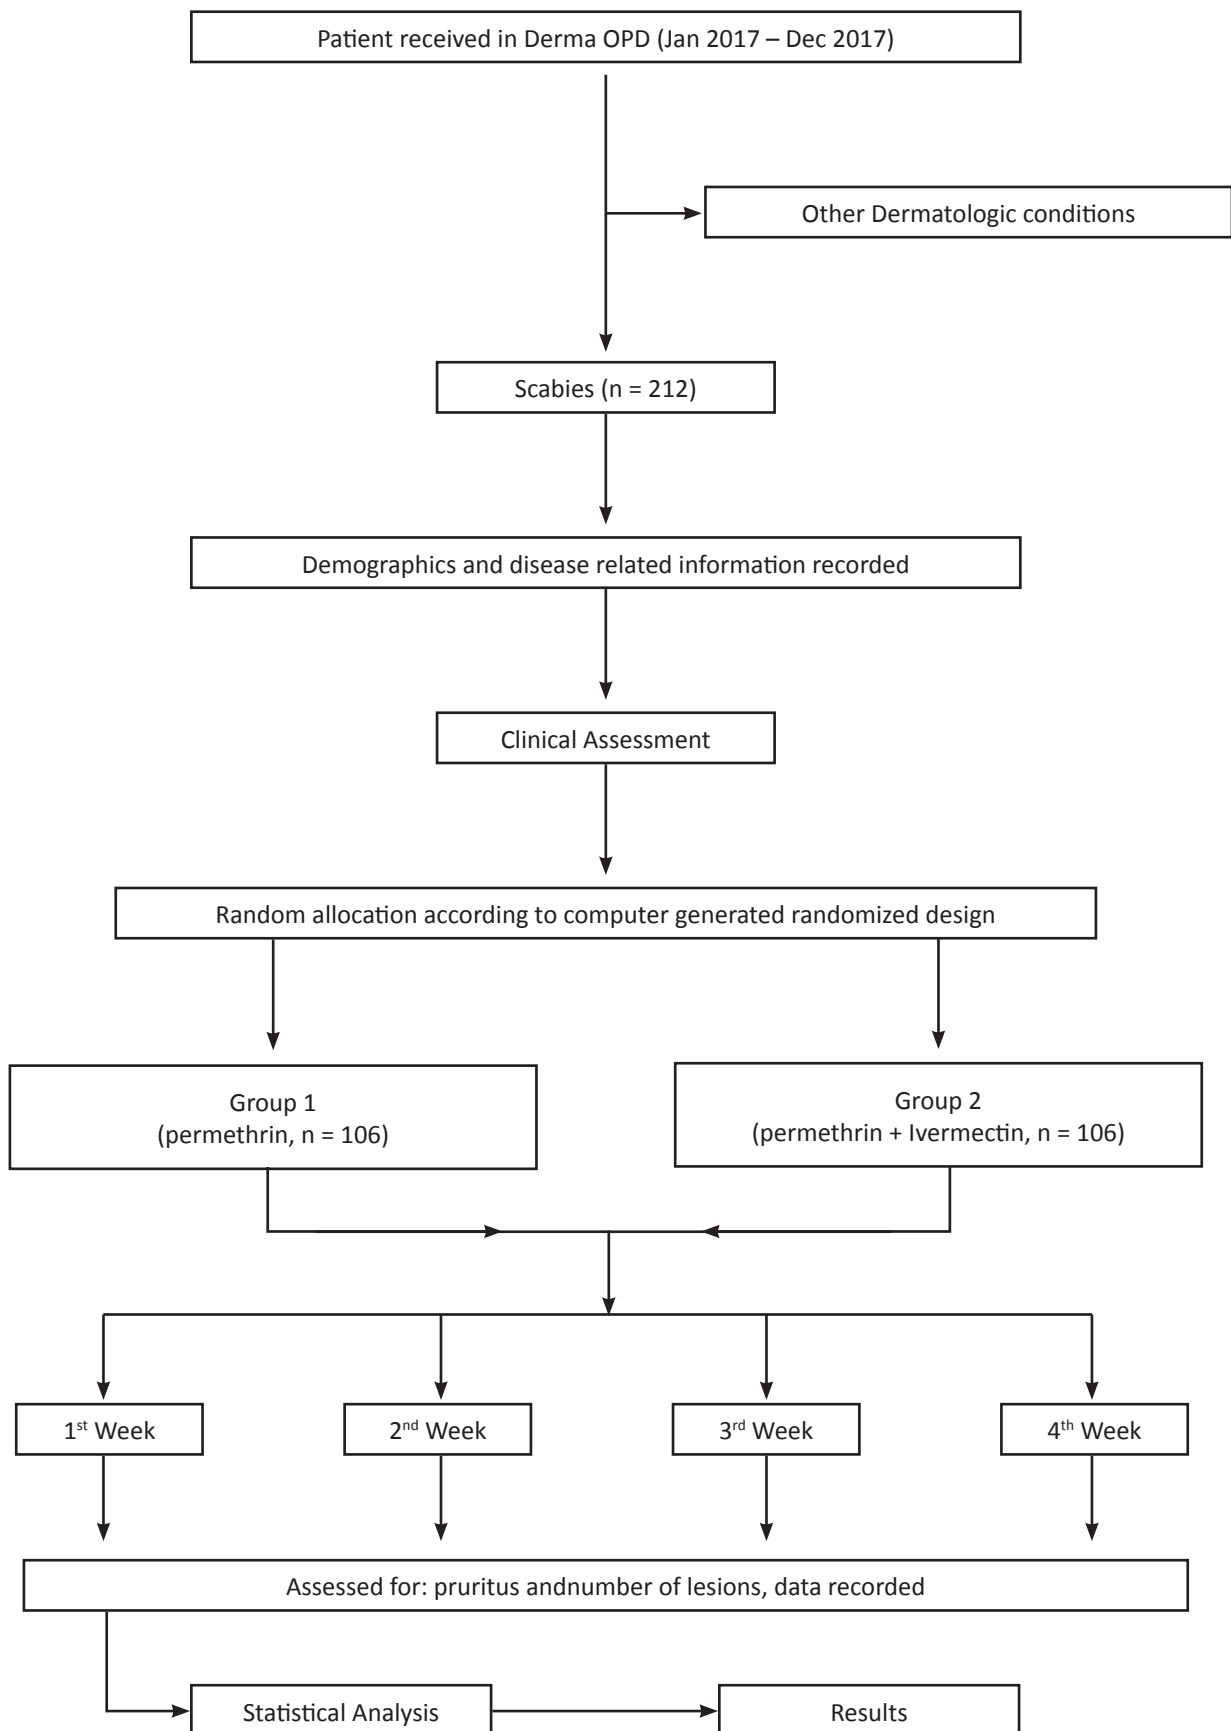 Patient received in Derma OPD (Jan 2017 – Dec 2017)
Other Dermatologic conditions
Scabies (n = 212)
Demographics and disease related information recorded
Clinical Assessment
Random allocation according to computer generated randomized design
Group 1
(permethrin, n = 106)
Group 2
(permethrin + Ivermectin, n = 106)
1st Week
2nd Week
3rd Week
4th Week
Assessed for: pruritus andnumber of lesions, data recorded
Statistical Analysis
Results